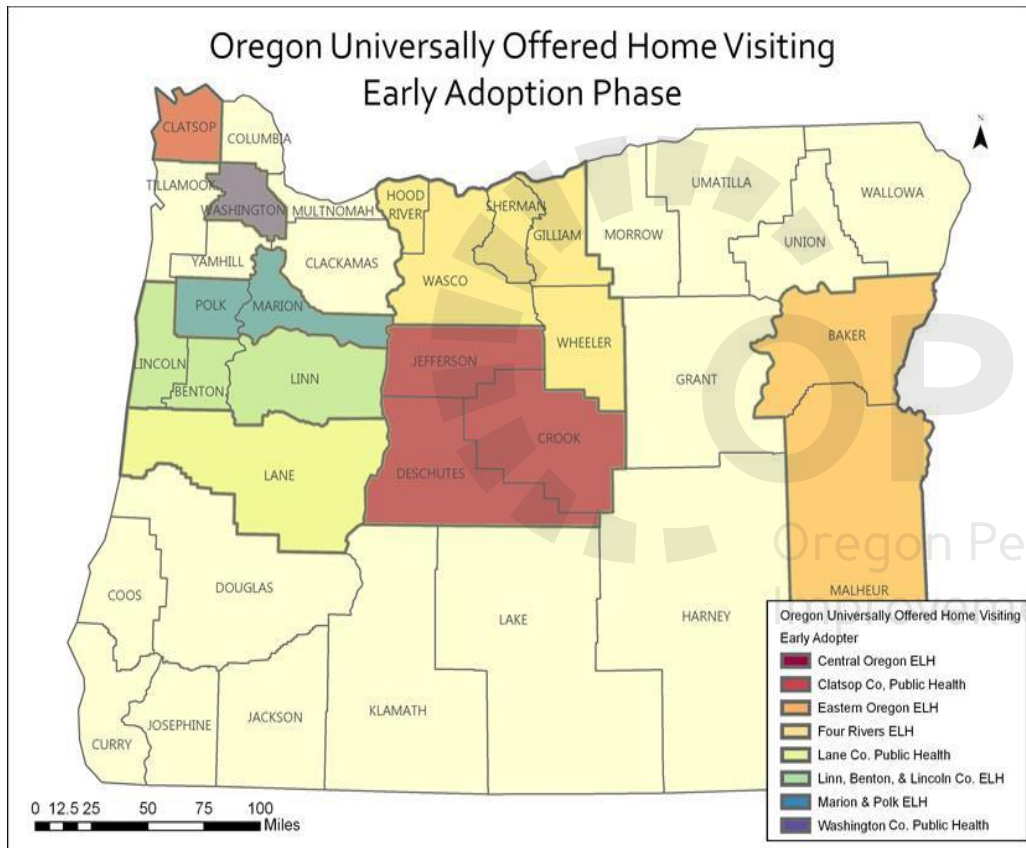 Oregon Universally Offered Home Visiting
Early Adoption Phase
N
CLATSOP
COLUMBIA
TILLAMOOK
WASHINGTON
MULTNOMAH
HOOD
RIVER
SHERMAN
GILLIAM
MORROW
UMATILLA
WALLOWA
UNION
YAMHILL
CLACKAMAS
WASCO
POLK
MARION
WHEELER
BAKER
JEFFERSON
GRANT
LINCOLN
BENTON
LINN
CROOK
DESCHUTES
LANE
OP
Oregon Pe
Improvem
MALHEUR
COOS
DOUGLAS
LAKE
HARNEY
KLAMATH
JACKSON
JOSEPHINE
CURRY
Oregon Universally Offered Home Visiting
Early Adopter
Central Oregon ELH
Clatsop Co, Public Health
Eastern Oregon ELH
Four Rivers ELH
Lane Co. Public Health
Linn, Benton, & Lincoln Co. ELH
Marion & Polk ELH
Washington Co. Public Health
0 12.5 25 50 75 100
Miles